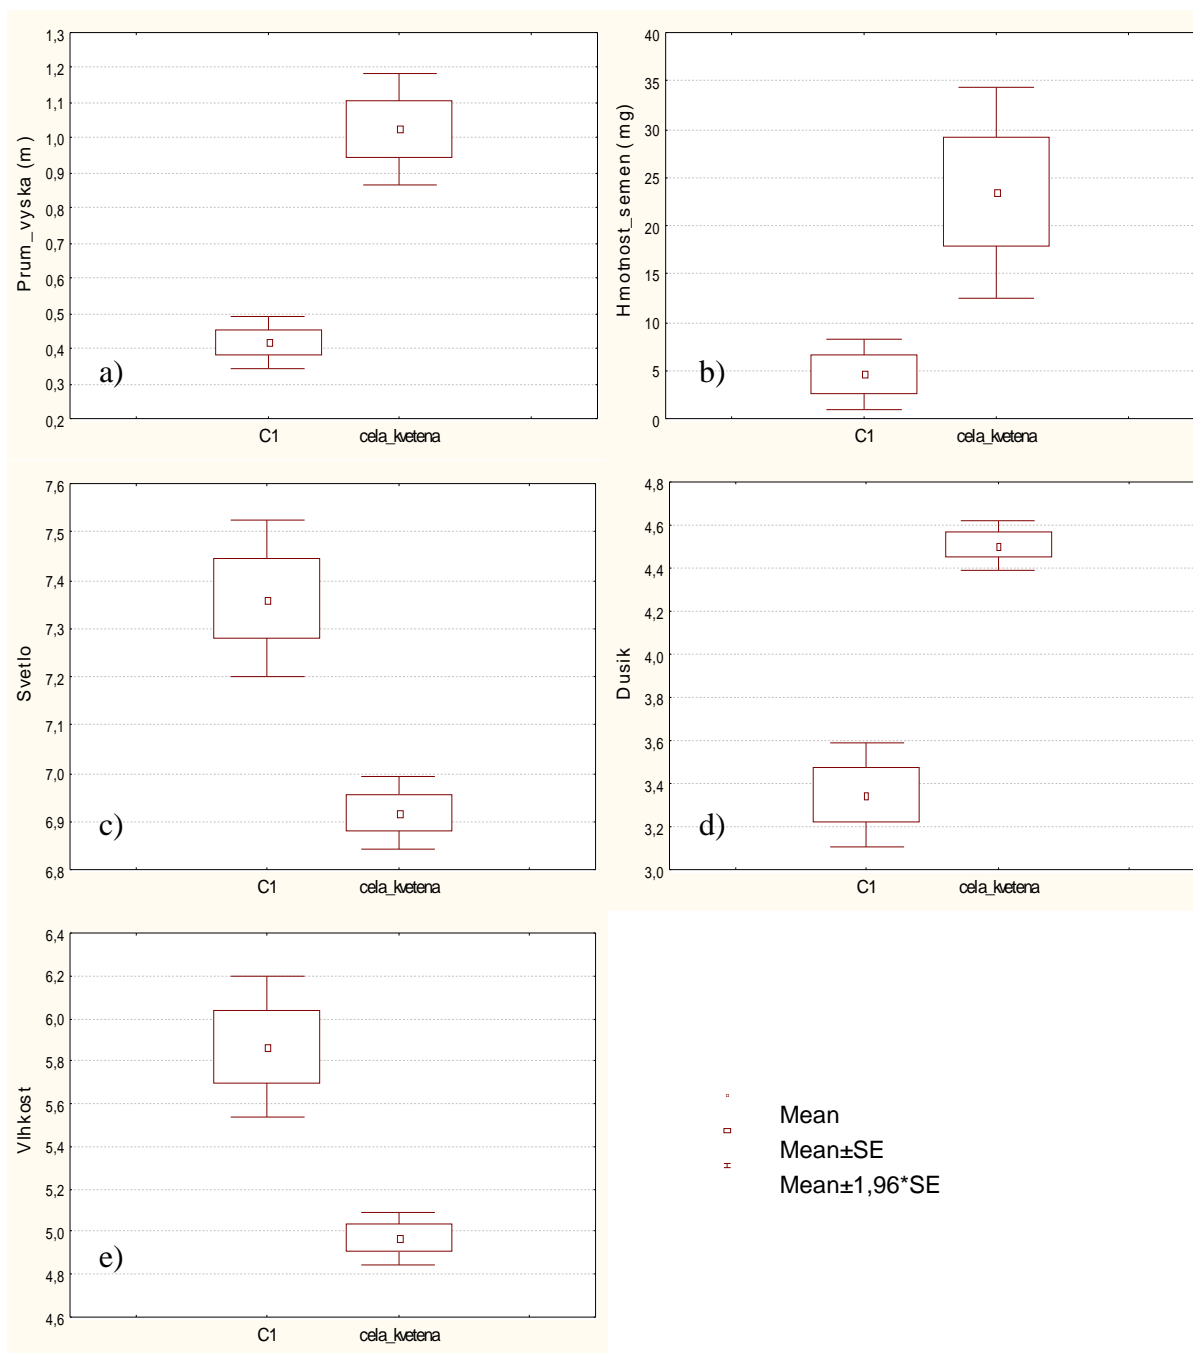 Prum_vyska (m)
1,3
1,2
1,1
1,0
0,9
0,8
0,7
0,6
0,5
0,4
0,3
0,2
a)
C1 cela_kvetena
Hmotnost_semen (mg)
40
35
30
25
20
15
10
5
0
b)
C1 cela_kvetena
Svetlo
7,6
7,5
7,4
7,3
7,2
7,1
7,0
6,9
6,8
c)
C1 cela_kvetena
Dusik
4,8
4,6
4,4
4,2
4,0
3,8
3,6
3,4
3,2
3,0
d)
C1 cela_kvetena
Vlhkost
6,4
6,2
6,0
5,8
5,6
5,4
5,2
5,0
4,8
4,6
e)
C1 cela_kvetena
Mean
Mean±SE
Mean±1,96*SE